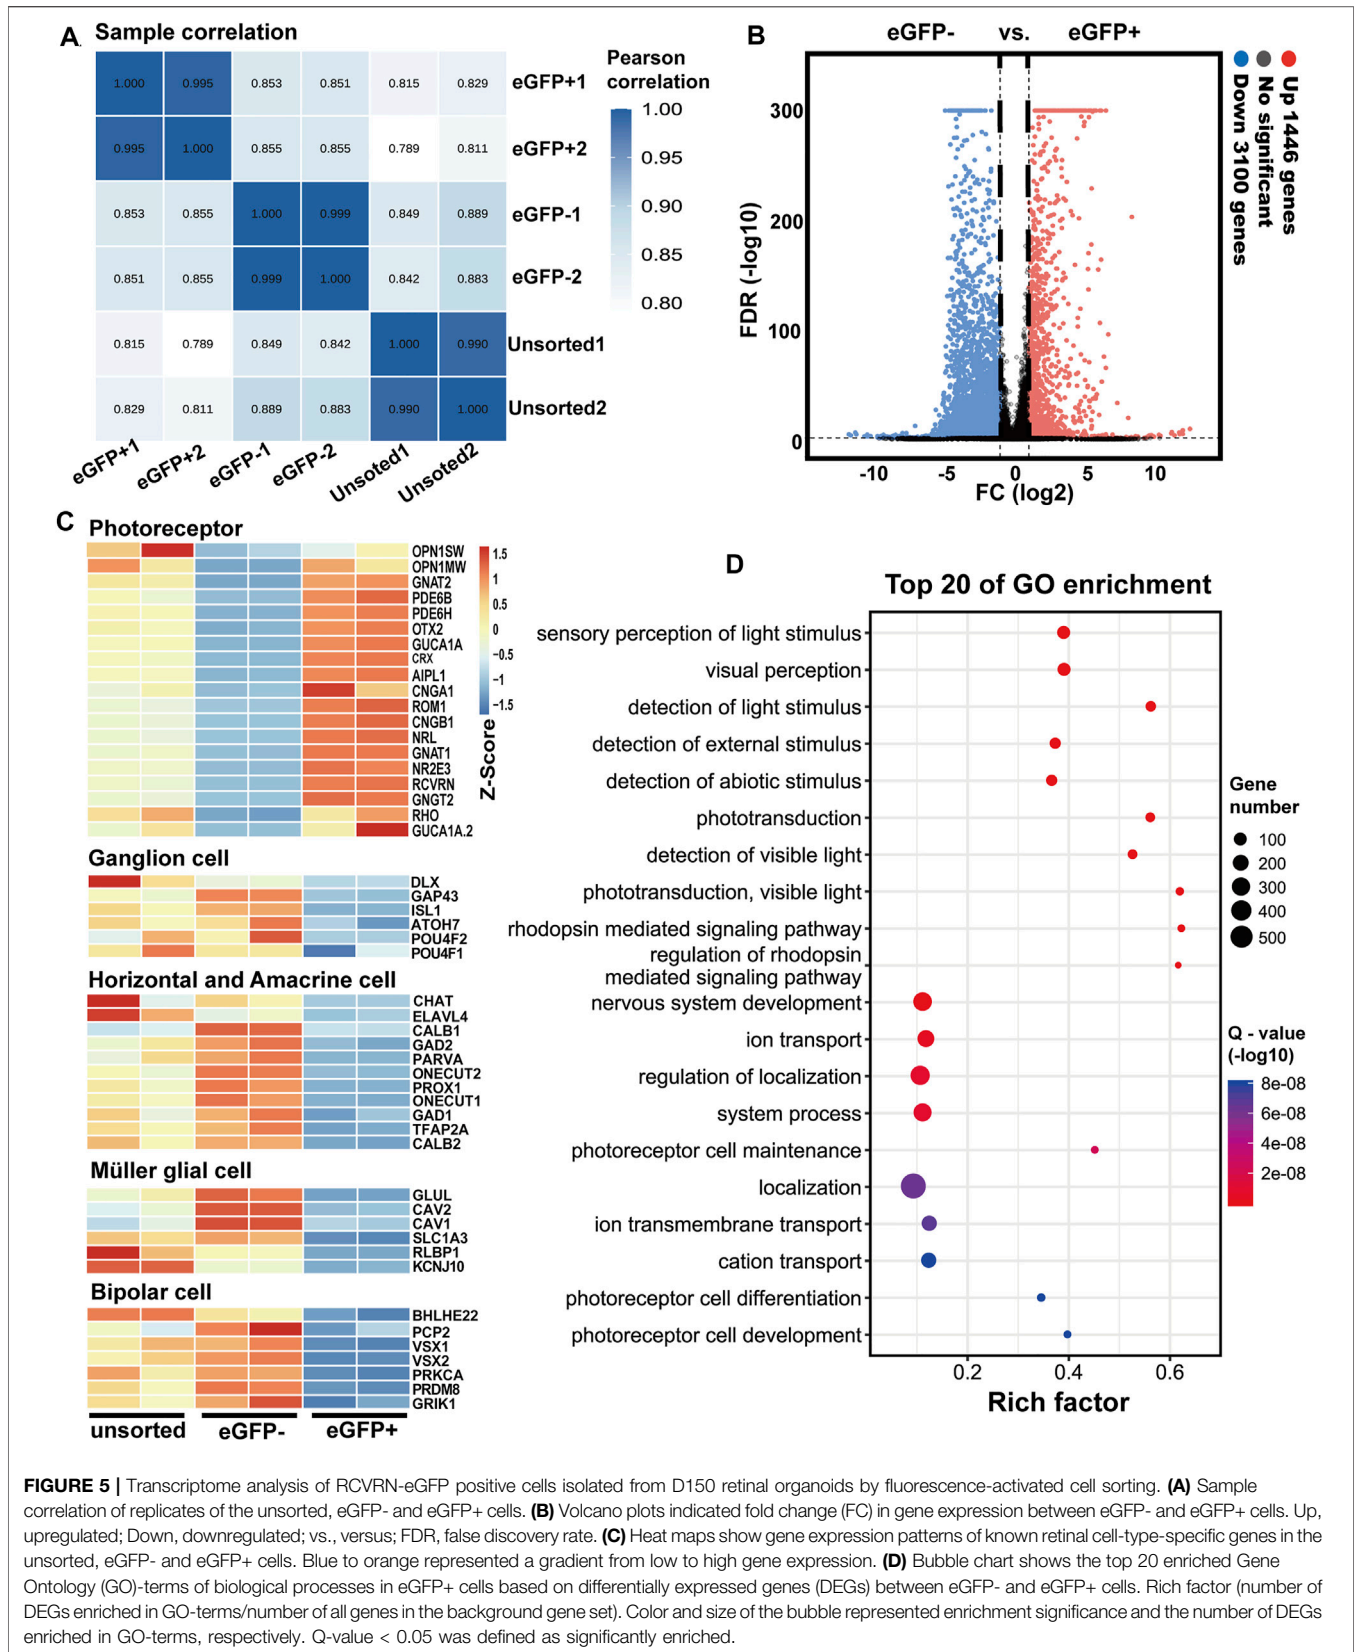 A
Sample correlation
1.000 0.995 0.853 0.851 0.815 0.829 eGFP+1
0.995 1.000 0.855 0.855 0.789 0.811 eGFP+2
0.853 0.855 1.000 0.999 0.849 0.889 eGFP-1
0.851 0.855 0.999 1.000 0.842 0.883 eGFP-2
0.815 0.789 0.849 0.842 1.000 0.990 Unsorted1
0.829 0.811 0.889 0.883 0.990 1.000 Unsorted2
eGFP+1 eGFP+2 eGFP-1 eGFP-2 Unsoted1 Unsoted2
Pearson
correlation
1.00
0.95
0.90
0.85
0.80
B
eGFP- vs. eGFP+
FDR (-log10)
300
200
100
0
-10 -5 0 5 10
FC (log2)
Up 1446 genes
No significant
Down 3100 genes
C
Photoreceptor
OPN1SW
OPN1MW
GNAT2
PDE6B
PDE6H
OTX2
GUCA1A
CRX
AIPL1
CNGA1
ROM1
CNGB1
NRL
GNAT1
NR2E3
RCVRN
GNGT2
RHO
GUCA1A.2
1.5
1
0.5
0
-0.5
-1
-1.5
Z-Score
Ganglion cell
DLX
GAP43
ISL1
ATOH7
POU4F2
POU4F1
Horizontal and Amacrine cell
CHAT
ELAVL4
CALB1
GAD2
PARVA
ONECUT2
PROX1
ONECUT1
GAD1
TFAP2A
CALB2
Müller glial cell
GLUL
CAV2
CAV1
SLC1A3
RLBP1
KCNJ10
Bipolar cell
BHLHE22
PCP2
VSX1
VSX2
PRKCA
PRDM8
GRIK1
unsorted eGFP- eGFP+
D
Top 20 of GO enrichment
sensory perception of light stimulus
visual perception
detection of light stimulus
detection of external stimulus
detection of abiotic stimulus
phototransduction
detection of visible light
phototransduction, visible light
rhodopsin mediated signaling pathway
regulation of rhodopsin
mediated signaling pathway
nervous system development
ion transport
regulation of localization
system process
photoreceptor cell maintenance
localization
ion transmembrane transport
cation transport
photoreceptor cell differentiation
photoreceptor cell development
0.2 0.4 0.6
Rich factor
Gene
number
100
200
300
400
500
Q - value
(-log10)
8e-08
6e-08
4e-08
2e-08
FIGURE 5 | Transcriptome analysis of RCVRN-eGFP positive cells isolated from D150 retinal organoids by fluorescence-activated cell sorting. (A) Sample
correlation of replicates of the unsorted, eGFP- and eGFP+ cells. (B) Volcano plots indicated fold change (FC) in gene expression between eGFP- and eGFP+ cells. Up,
upregulated; Down, downregulated; vs., versus; FDR, false discovery rate. (C) Heat maps show gene expression patterns of known retinal cell-type-specific genes in the
unsorted, eGFP- and eGFP+ cells. Blue to orange represented a gradient from low to high gene expression. (D) Bubble chart shows the top 20 enriched Gene
Ontology (GO)-terms of biological processes in eGFP+ cells based on differentially expressed genes (DEGs) between eGFP- and eGFP+ cells. Rich factor (number of
DEGs enriched in GO-terms/number of all genes in the background gene set). Color and size of the bubble represented enrichment significance and the number of DEGs
enriched in GO-terms, respectively. Q-value < 0.05 was defined as significantly enriched.